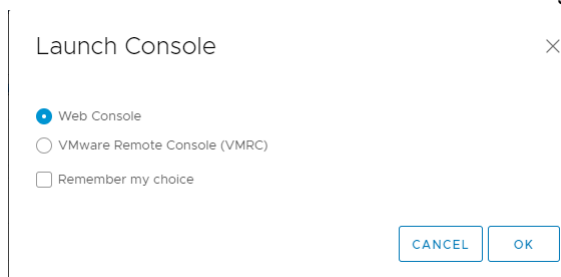 Launch Console
Web Console
VMware Remote Console (VMRC)
Remember my choice
CANCEL
OK